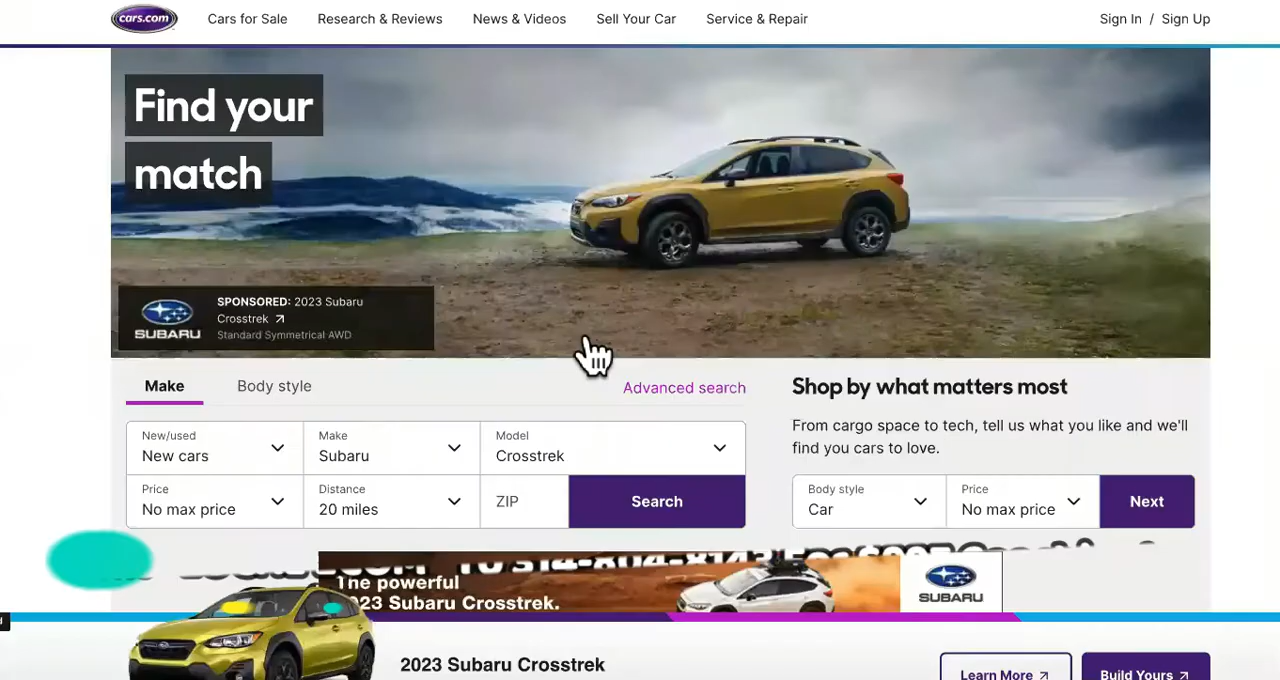 cars.com
Cars for Sale
Research & Reviews
News & Videos
Sell Your Car
Service & Repair
Sign In / Sign Up
Find your
match
SUBARU
SPONSORED: 2023 Subaru
Crosstrek
Standard Symmetrical AWD
Make
Body style
Advanced search
New/used
New cars
Make
Subaru
Model
Crosstrek
Price
No max price
Distance
20 miles
ZIP
Search
Shop by what matters most
From cargo space to tech, tell us what you like and we'll
find you cars to love.
Body style
Car
Price
No max price
Next
The powerful
2023 Subaru Crosstrek.
SUBARU
2023 Subaru Crosstrek
Learn More
Build Yours